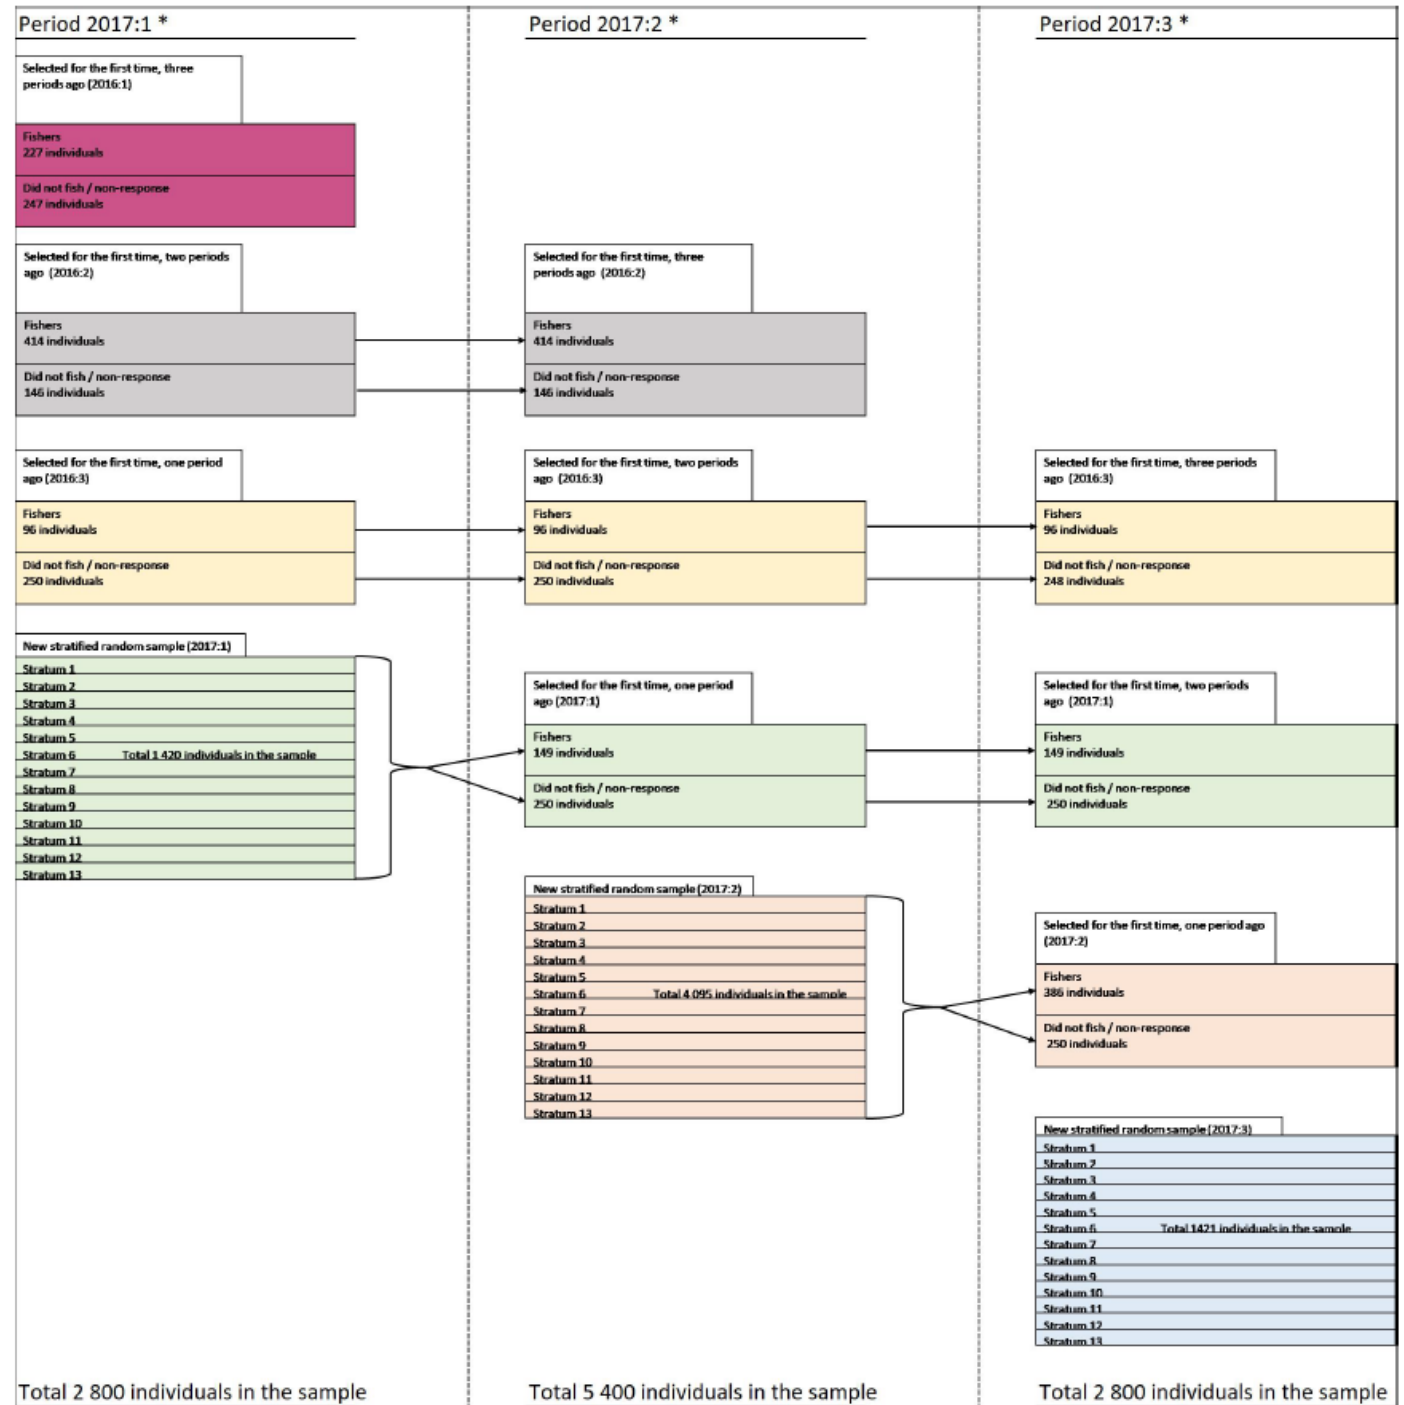 Period 2017:1 *
Selected for the first time, three
periods ago (2016:1)
Fishers
227 individuals
Did not fish / non-response
247 individuals
Selected for the first time, two periods
ago (2016:2)
Fishers
414 individuals
Did not fish / non-response
146 individuals
Selected for the first time, one period
ago (2016:3)
Fishers
96 individuals
Did not fish / non-response
250 individuals
New stratified random sample (2017:1)
Stratum 1
Stratum 2
Stratum 3
Stratum 4
Stratum 5
Stratum 6 Total 1 420 individuals in the sample
Stratum 7
Stratum 8
Stratum 9
Stratum 10
Stratum 11
Stratum 12
Stratum 13
Total 2 800 individuals in the sample
Period 2017:2 *
Selected for the first time, three
periods ago (2016:2)
Fishers
414 individuals
Did not fish / non-response
146 individuals
Selected for the first time, two periods
ago (2016:3)
Fishers
96 individuals
Did not fish / non-response
250 individuals
Selected for the first time, one period
ago (2017:1)
Fishers
149 individuals
Did not fish / non-response
250 individuals
New stratified random sample (2017:2)
Stratum 1
Stratum 2
Stratum 3
Stratum 4
Stratum 5
Stratum 6 Total 4 095 individuals in the sample
Stratum 7
Stratum 8
Stratum 9
Stratum 10
Stratum 11
Stratum 12
Stratum 13
Total 5 400 individuals in the sample
Period 2017:3 *
Selected for the first time, three periods
ago (2016:3)
Fishers
96 individuals
Did not fish / non-response
248 individuals
Selected for the first time, two periods
ago (2017:1)
Fishers
149 individuals
Did not fish / non-response
250 individuals
Selected for the first time, one period ago
(2017:2)
Fishers
386 individuals
Did not fish / non-response
250 individuals
New stratified random sample (2017:3)
Stratum 1
Stratum 2
Stratum 3
Stratum 4
Stratum 5
Stratum 6 Total 1421 individuals in the sample
Stratum 7
Stratum 8
Stratum 9
Stratum 10
Stratum 11
Stratum 12
Stratum 13
Total 2 800 individuals in the sample